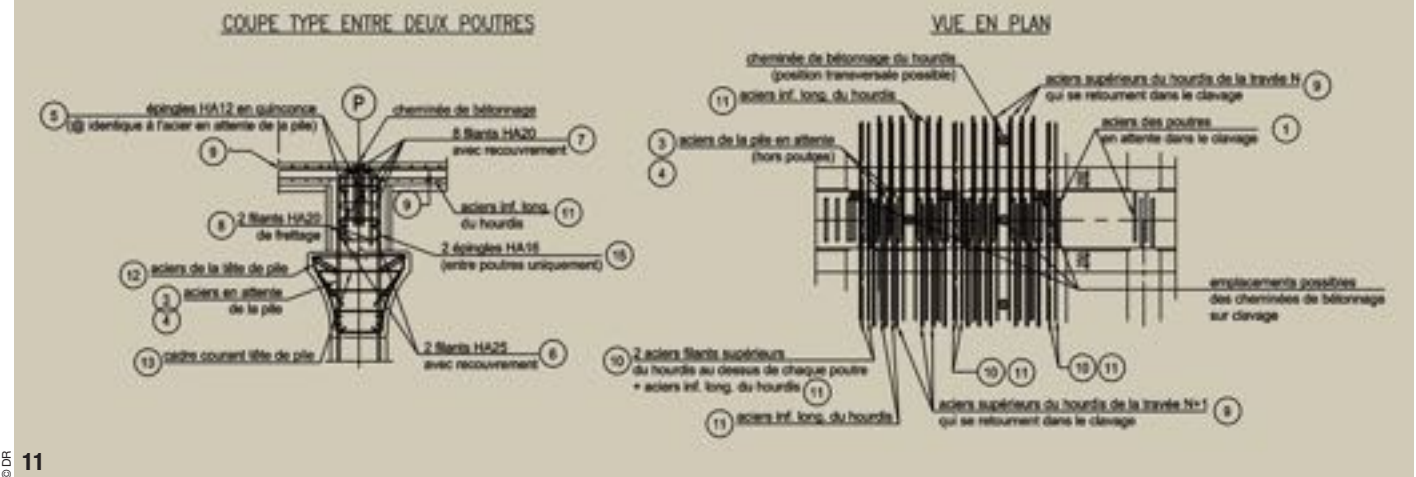 COUPE TYPE ENTRE DEUX POUTRES
5
épingles HA12 en quinconce
(@ identique à l'acier en attente de la pile)
P
cheminée de bétonnage
8 filants HA20
avec recouvrement
7
9
9
aciers inf. long.
du hourdis
11
8
2 filants HA20
de frettage
2 épingles HA16
(entre poutres uniquement)
15
12
aciers de la tête de pile
3
4
aciers en attente
de la pile
13
cadre courant tête de pile
2 filants HA25
avec recouvrement
6
VUE EN PLAN
cheminée de bétonnage du hourdis
(position transversale possible)
11
aciers inf. long. du hourdis
aciers supérieurs du hourdis de la travée N
qui se retournent dans le clavage
9
3
4
aciers de la pile en attente
(hors poutres)
aciers des poutres
en attente dans le clavage
1
emplacements possibles
des cheminées de bétonnage
sur clavage
10
2 aciers filants supérieurs
du hourdis au dessus de chaque poutre
+ aciers inf. long. du hourdis
11
10
11
10
11
11
aciers inf. long. du hourdis
aciers supérieurs du hourdis de la travée N+1
qui se retournent dans le clavage
9
© DR
11